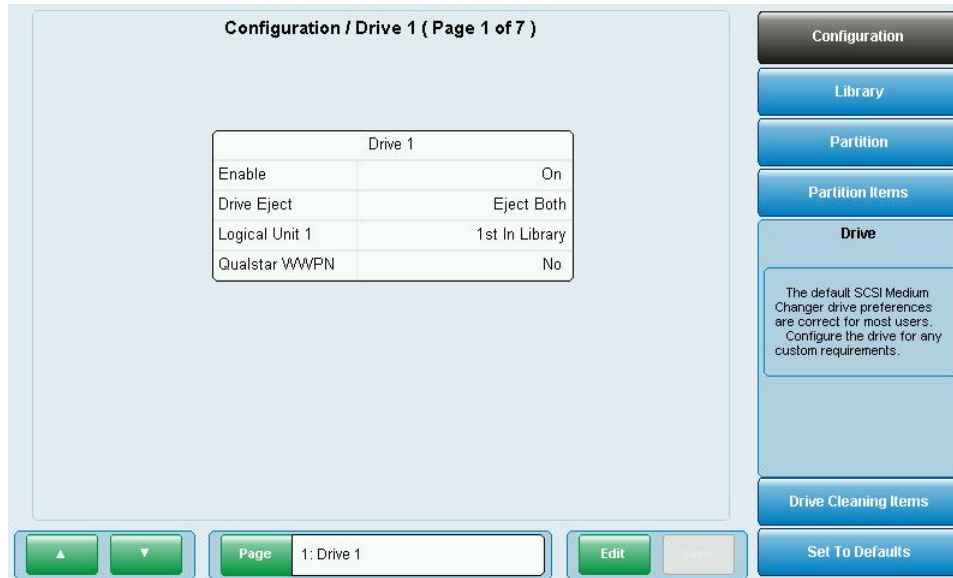 Configuration / Drive 1 ( Page 1 of 7 )
Drive 1
Enable On
Drive Eject Eject Both
Logical Unit 1 1st In Library
Qualstar WWPN No
Page 1: Drive 1
Edit Save
Configuration
Library
Partition
Partition Items
Drive
The default SCSI Medium
Changer drive preferences
are correct for most users.
Configure the drive for any
custom requirements.
Drive Cleaning Items
Set To Defaults